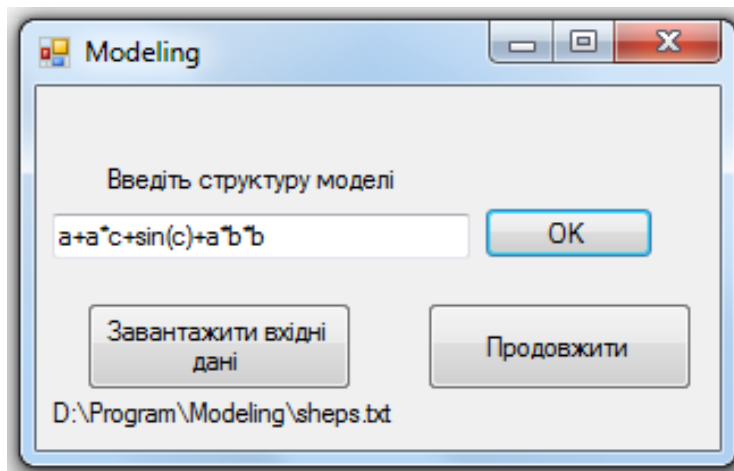 Modeling
Введіть структуру моделі
a+a*c+sin(c)+a*b*b
OK
Завантажити вхідні
дані
Продовжити
D:\Program\Modeling\sheps.txt